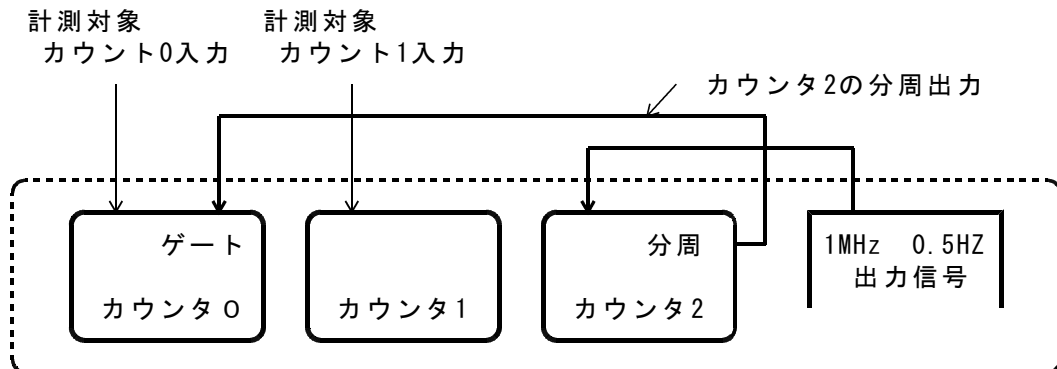 計測対象
カウント0入力
計測対象
カウント1入力
カウンタ2の分周出力
ゲート
カウンタ0
カウンタ1
分周
カウンタ2
1MHz 0.5HZ
出力信号